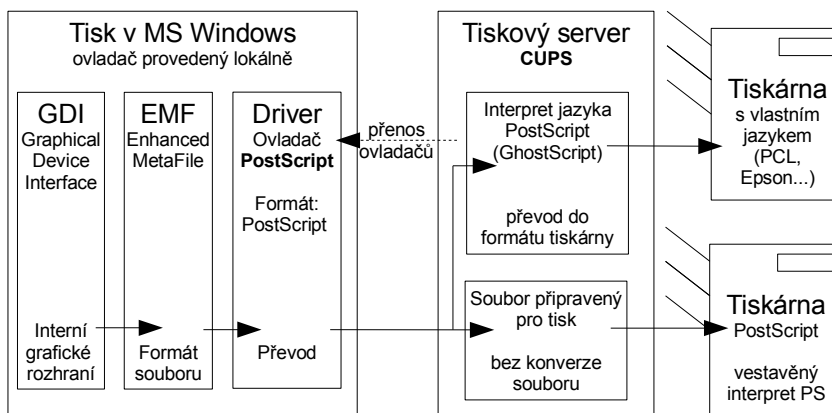 Tisk v MS Windows
ovladač provedený lokálně
GDI
Graphical
Device
Interface
Interní
grafické
rozhraní
EMF
Enhanced
MetaFile
Formát
souboru
Driver
Ovladač
PostScript
Formát:
PostScript
Převod
přenos
ovladačů
Tiskový server
CUPS
Interpret jazyka
PostScript
(GhostScript)
převod do
formátu tiskárny
Soubor připravený
pro tisk
bez konverze
souboru
Tiskárna
s vlastním
jazykem
(PCL,
Epson...)
Tiskárna
PostScript
vestavěný
interpret PS